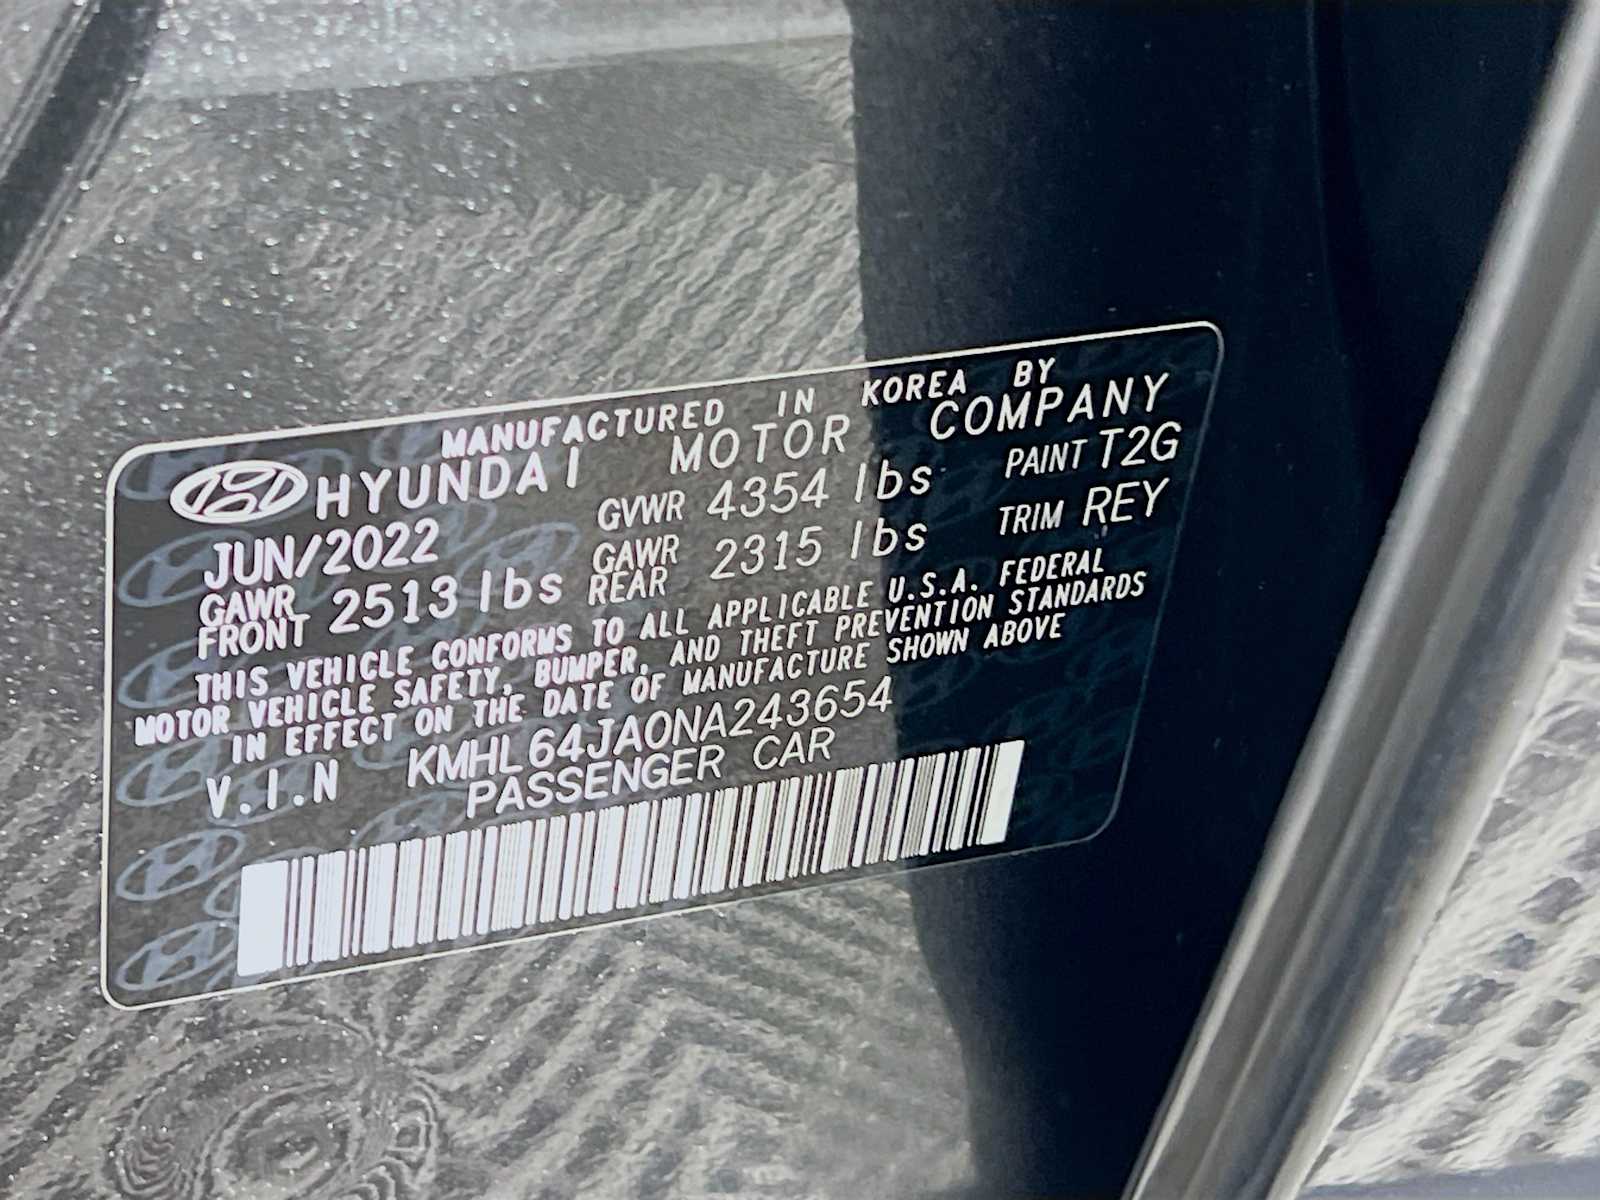 MANUFACTURED IN KOREA BY
HYUNDAI MOTOR COMPANY
JUN/2022 GVWR 4354 lbs PAINT T2G
GAWR FRONT 2513 lbs GAWR REAR 2315 lbs TRIM REY
THIS VEHICLE CONFORMS TO ALL APPLICABLE U.S.A. FEDERAL
MOTOR VEHICLE SAFETY, BUMPER, AND THEFT PREVENTION STANDARDS
IN EFFECT ON THE DATE OF MANUFACTURE SHOWN ABOVE
V.I.N KMHL64JA0NA243654
PASSENGER CAR